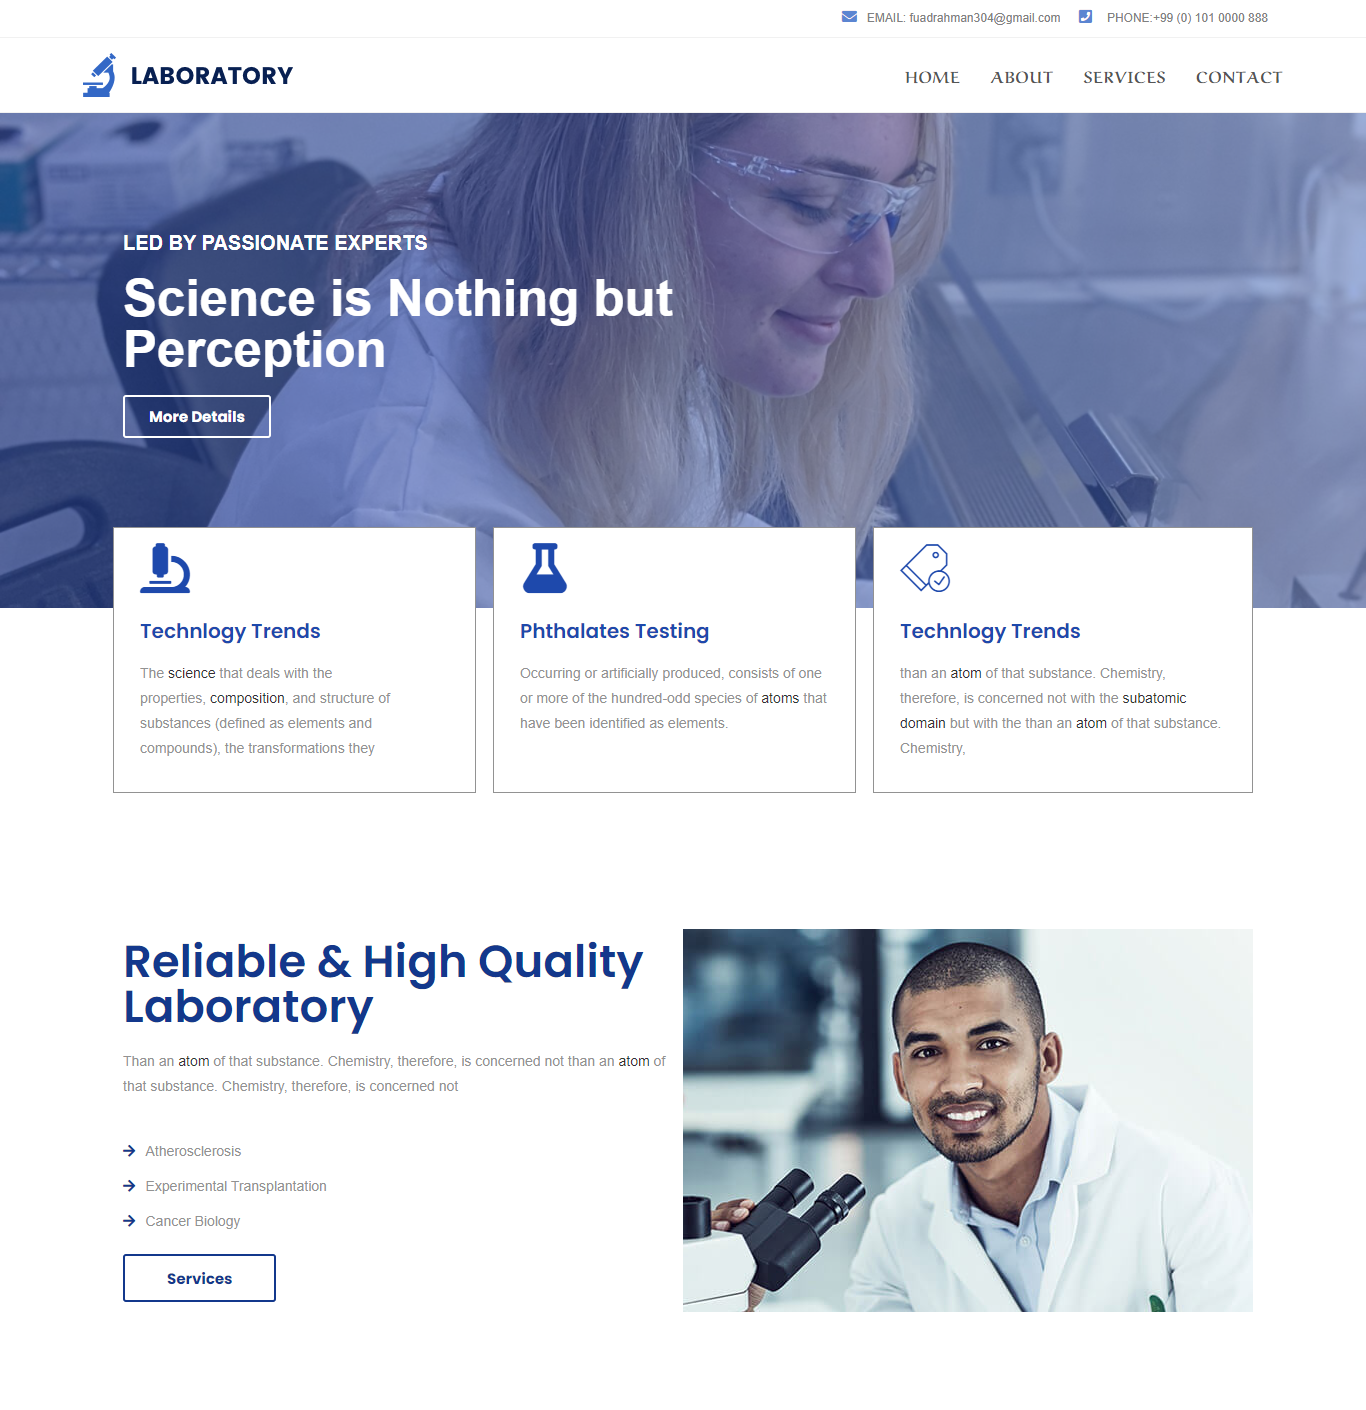 EMAIL: fuadrahman304@gmail.com PHONE:+99 (0) 101 0000 888
LABORATORY
HOME ABOUT SERVICES CONTACT
LED BY PASSIONATE EXPERTS
Science is Nothing but
Perception
More Details
Technlogy Trends
The science that deals with the
properties, composition, and structure of
substances (defined as elements and
compounds), the transformations they
Phthalates Testing
Occurring or artificially produced, consists of one
or more of the hundred-odd species of atoms that
have been identified as elements.
Technlogy Trends
than an atom of that substance. Chemistry,
therefore, is concerned not with the subatomic
domain but with the than an atom of that substance.
Chemistry,
Reliable & High Quality
Laboratory
Than an atom of that substance. Chemistry, therefore, is concerned not than an atom of
that substance. Chemistry, therefore, is concerned not
Atherosclerosis
Experimental Transplantation
Cancer Biology
Services